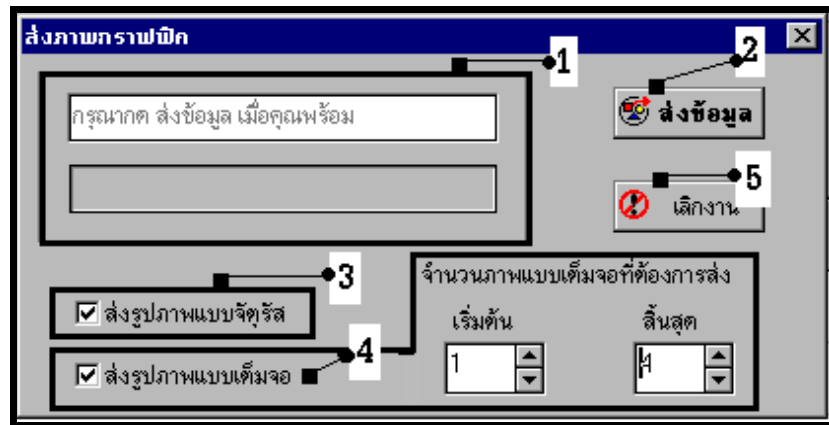 ส่งภาพกราฟฟิค
1
2
กรุณากด ส่งข้อมูล เมื่อคุณพร้อม
ส่งข้อมูล
5
เลิกงาน
3
จำนวนภาพแบบเต็มจอที่ต้องการส่ง
ส่งรูปภาพแบบจัตุรัส
เริ่มต้น
สิ้นสุด
4
ส่งรูปภาพแบบเต็มจอ
1
4